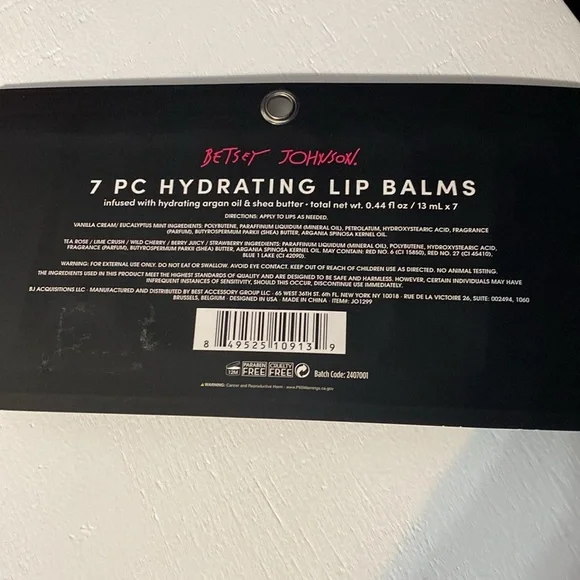 BETSEY JOHNSON.
7 PC HYDRATING LIP BALMS
infused with hydrating argan oil & shea butter • total net wt. 0.44 fl oz / 13 mL x 7
DIRECTIONS: APPLY TO LIPS AS NEEDED.
VANILLA CREAM/ EUCALYPTUS MINT INGREDIENTS: POLYBUTENE, PARAFFINUM LIQUIDUM (MINERAL OIL), PETROLATUM, HYDROXYSTEARIC ACID, FRAGRANCE
(PARFUM), BUTYROSPERMUM PARKII (SHEA) BUTTER, ARGANIA SPINOSA KERNEL OIL.
TEA ROSE / LIME CRUSH / WILD CHERRY / BERRY JUICY / STRAWBERRY INGREDIENTS: PARAFFINUM LIQUIDUM (MINERAL OIL), POLYBUTENE, HYDROXYSTEARIC ACID,
FRAGRANCE (PARFUM), BUTYROSPERMUM PARKII (SHEA) BUTTER, ARGANIA SPINOSA KERNEL OIL. MAY CONTAIN: RED NO. 6 (CI 15850), RED NO. 27 (CI 45410),
BLUE 1 LAKE (CI 42090).
WARNING: FOR EXTERNAL USE ONLY. DO NOT EAT OR SWALLOW. AVOID EYE CONTACT. KEEP OUT OF REACH OF CHILDREN. USE AS DIRECTED. NO ANIMAL TESTING.
THE INGREDIENTS USED IN THIS PRODUCT MEET THE HIGHEST STANDARDS OF QUALITY AND ARE DESIGNED TO BE SAFE AND HARMLESS. HOWEVER, CERTAIN INDIVIDUALS MAY HAVE
INFREQUENT INSTANCES OF SENSITIVITY, SHOULD THIS OCCUR, DISCONTINUE USE IMMEDIATELY.
BJ ACQUISITIONS LLC • MANUFACTURED AND DISTRIBUTED BY BEST ACCESSORY GROUP LLC • 65 WEST 36TH ST. 6th FL NEW YORK NY 10018 • RUE DE LA VICTOIRE 26, SUITE: 002494, 1060
BRUSSELS, BELGIUM • DESIGNED IN USA • MADE IN CHINA • ITEM#: JO1299
8 49525 10913 9
12M PARABEN FREE CRUELTY FREE Batch Code: 2407001
WARNING: Cancer and Reproductive Harm - www.P65Warnings.ca.gov